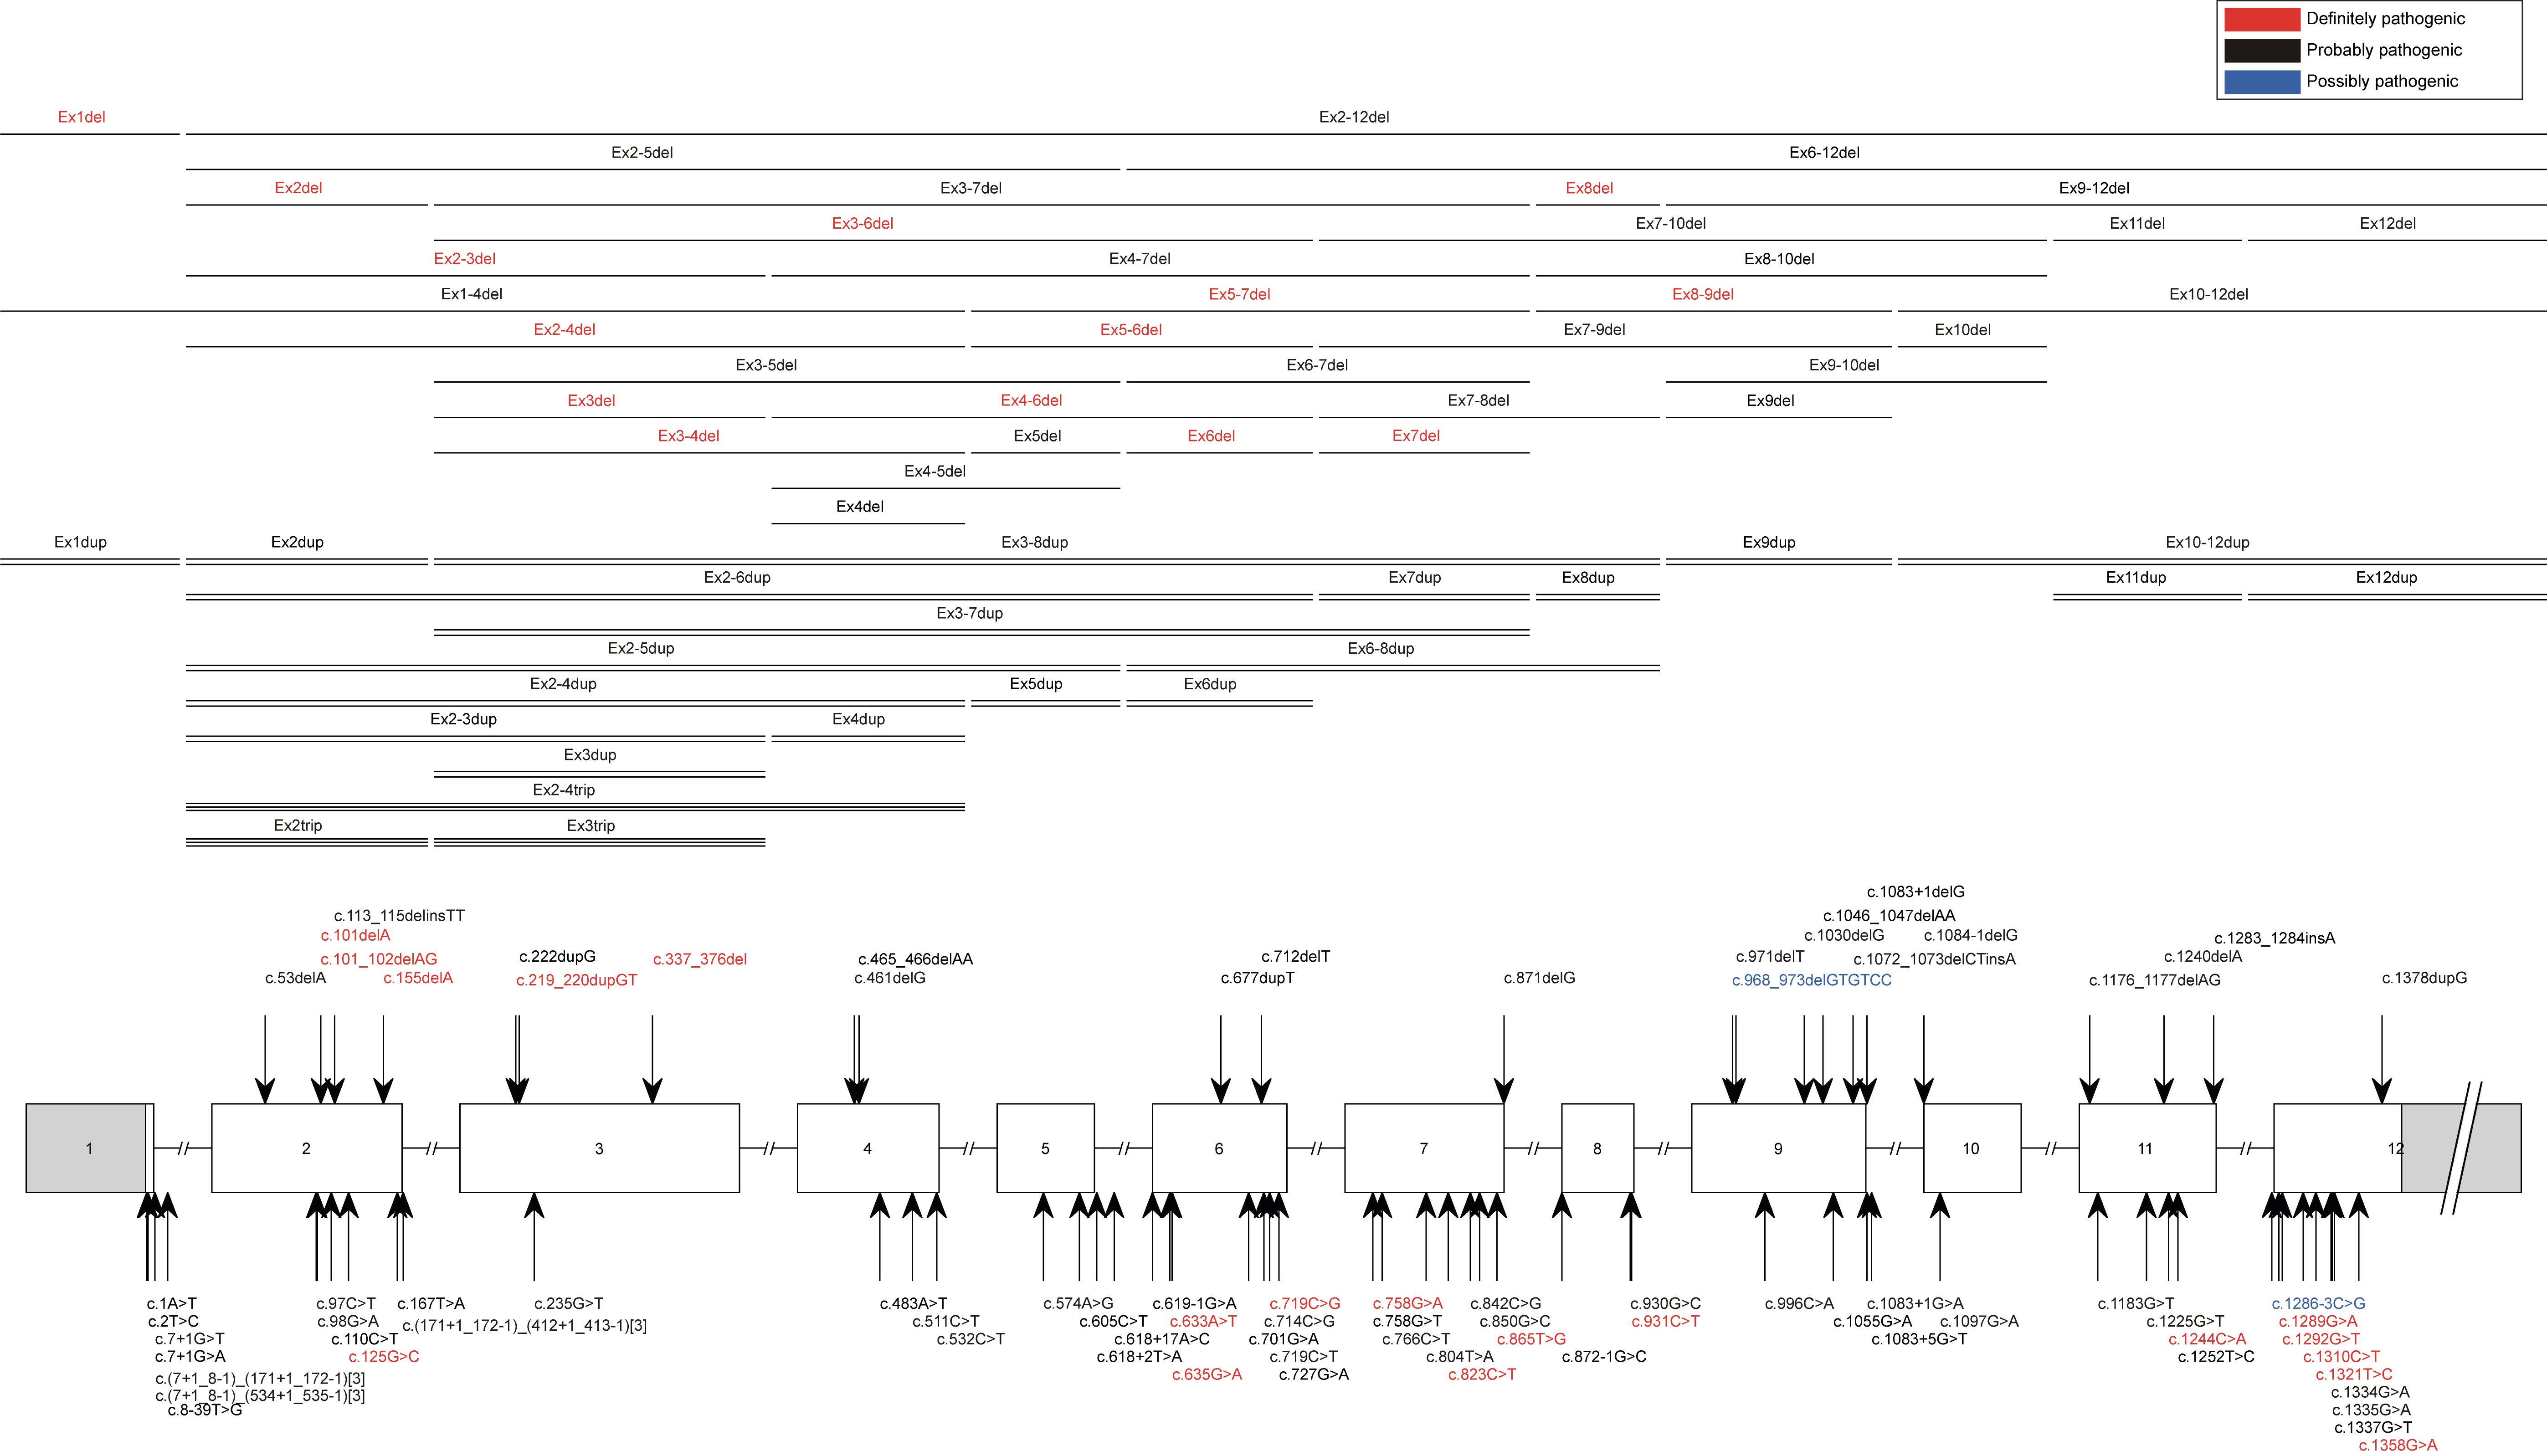 Definitely pathogenic
Probably pathogenic
Possibly pathogenic
Ex1del Ex2-12del
Ex2-5del Ex6-12del
Ex2del Ex3-7del Ex8del Ex9-12del
Ex3-6del Ex7-10del Ex11del Ex12del
Ex2-3del Ex4-7del Ex8-10del
Ex1-4del Ex5-7del Ex8-9del Ex10-12del
Ex2-4del Ex5-6del Ex7-9del Ex10del
Ex3-5del Ex6-7del Ex9-10del
Ex3del Ex4-6del Ex7-8del Ex9del
Ex3-4del Ex5del Ex6del Ex7del
Ex4-5del
Ex4del
Ex1dup Ex2dup Ex3-8dup Ex9dup Ex10-12dup
Ex2-6dup Ex7dup Ex8dup Ex11dup Ex12dup
Ex3-7dup
Ex2-5dup Ex6-8dup
Ex2-4dup Ex5dup Ex6dup
Ex2-3dup Ex4dup
Ex3dup
Ex2-4trip
Ex2trip Ex3trip
c.1083+1delG
c.113_115delinsTT c.1046_1047delAA
c.101delA c.1030delG c.1084-1delG
c.1283_1284insA
c.222dupG c.712delT c.971delT c.1240delA
c.101_102delAG c.337_376del c.465_466delAA c.1072_1073delCTinsA
c.53delA c.155delA c.219_220dupGT c.461delG c.677dupT c.871delG c.968_973delGTGTCC c.1176_1177delAG c.1378dupG
1 2 3 4 5 6 7 8 9 10 11 12
c.1A>T c.97C>T c.167T>A c.235G>T c.483A>T c.574A>G c.619-1G>A c.719C>G c.758G>A c.842C>G c.930G>C c.996C>A c.1083+1G>A c.1183G>T c.1286-3C>G
c.2T>C c.98G>A c.(171+1_172-1)_(412+1_413-1)[3] c.511C>T c.605C>T c.633A>T c.714C>G c.758G>T c.850G>C c.931C>T c.1055G>A c.1097G>A c.1225G>T c.1289G>A
c.7+1G>T c.110C>T c.532C>T c.618+17A>C c.701G>A c.766C>T c.865T>G c.1083+5G>T c.1244C>A c.1292G>T
c.7+1G>A c.125G>C c.618+2T>A c.719C>T c.804T>A c.872-1G>C c.1252T>C c.1310C>T
c.(7+1_8-1)_(171+1_172-1)[3] c.635G>A c.727G>A c.823C>T c.1321T>C
c.(7+1_8-1)_(534+1_535-1)[3] c.1334G>A
c.8-39T>G c.1335G>A
c.1337G>T
c.1358G>A